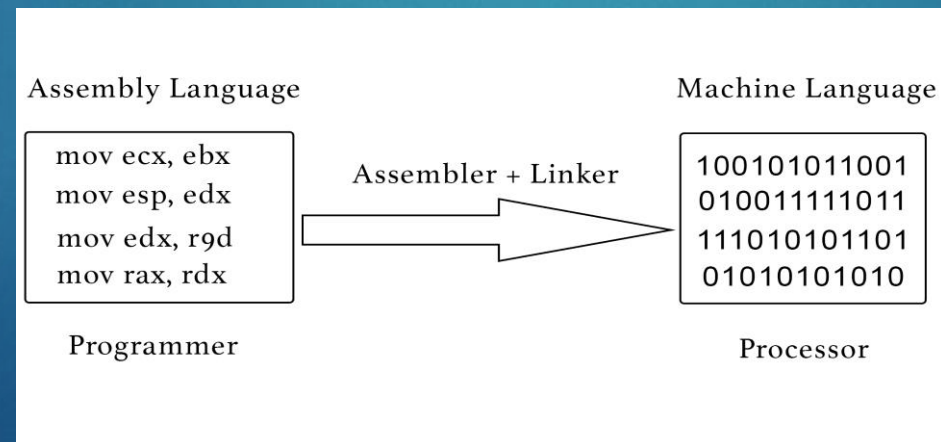 Assembly Language
mov ecx, ebx
mov esp, edx
mov edx, r9d
mov rax, rdx
Programmer
Assembler + Linker
Machine Language
100101011001
010011111011
111010101101
01010101010
Processor